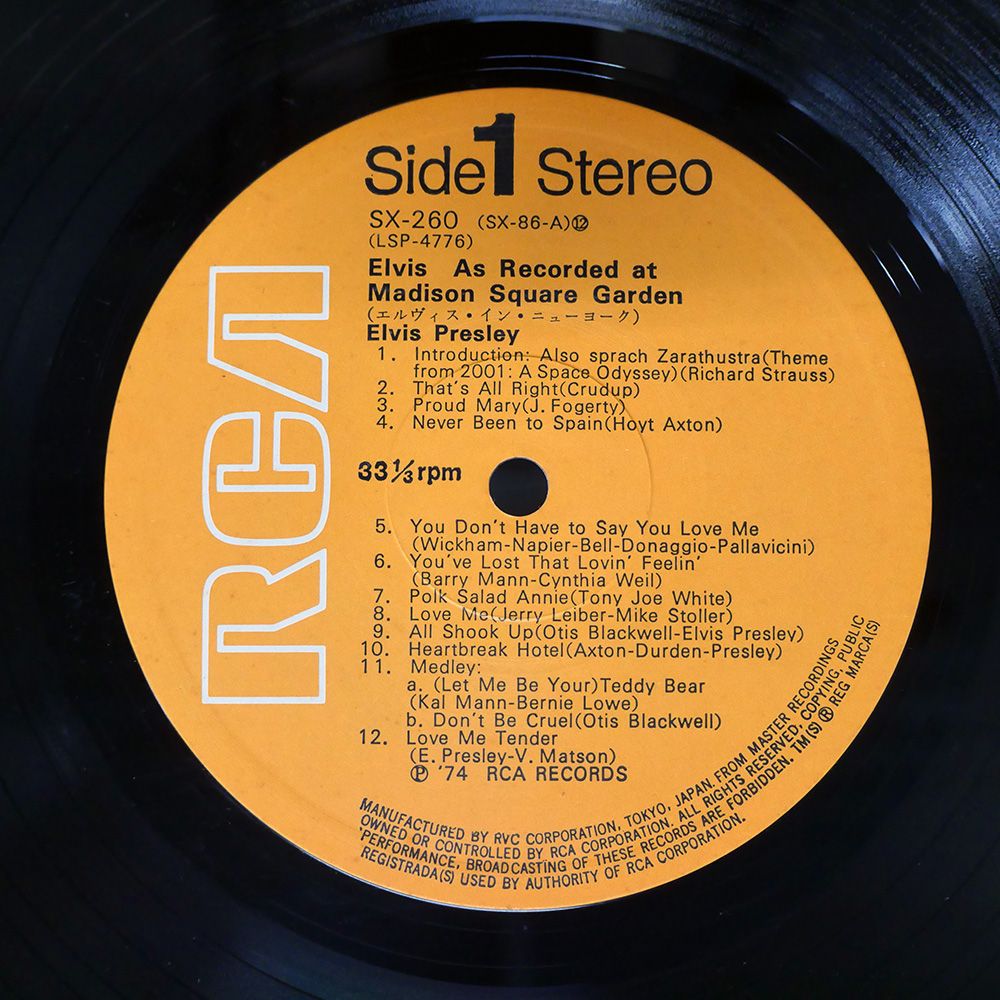 Side 1 Stereo
SX-260 (SX-86-A)⑫
(LSP-4776)
Elvis As Recorded at
Madison Square Garden
(エルヴィス・イン・ニューヨーク)
Elvis Presley
1. Introduction: Also sprach Zarathustra(Theme
from 2001: A Space Odyssey)(Richard Strauss)
2. That's All Right(Crudup)
3. Proud Mary(J. Fogerty)
4. Never Been to Spain(Hoyt Axton)
33⅓rpm
5. You Don't Have to Say You Love Me
(Wickham-Napier-Bell-Donaggio-Pallavicini)
6. You've Lost That Lovin' Feelin'
(Barry Mann-Cynthia Weil)
7. Polk Salad Annie(Tony Joe White)
8. Love Me(Jerry Leiber-Mike Stoller)
9. All Shook Up(Otis Blackwell-Elvis Presley)
10. Heartbreak Hotel(Axton-Durden-Presley)
11. Medley:
a. (Let Me Be Your)Teddy Bear
(Kal Mann-Bernie Lowe)
b. Don't Be Cruel(Otis Blackwell)
12. Love Me Tender
(E. Presley-V. Matson)
Ⓟ '74 RCA RECORDS
RCA
MANUFACTURED BY RVC CORPORATION, TOKYO, JAPAN, FROM MASTER RECORDINGS
OWNED OR CONTROLLED BY RCA CORPORATION. ALL RIGHTS RESERVED, COPYING, PUBLIC
'PERFORMANCE, BROADCASTING OF THESE RECORDS ARE FORBIDDEN. TM(S) ® REG MARCA(S)
REGISTRADA(S) USED BY AUTHORITY OF RCA CORPORATION.